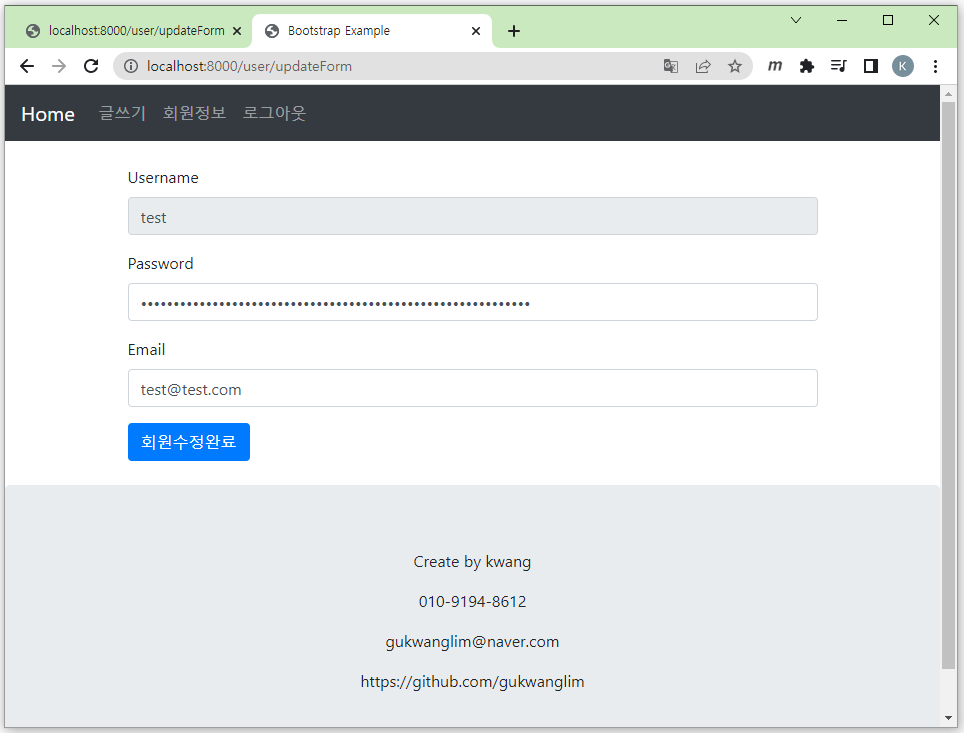 localhost:8000/user/updateForm
Bootstrap Example
localhost:8000/user/updateForm
m
K
Home 글쓰기 회원정보 로그아웃
Username
test
Password
Email
test@test.com
회원수정완료
Create by kwang
010-9194-8612
gukwanglim@naver.com
https://github.com/gukwanglim